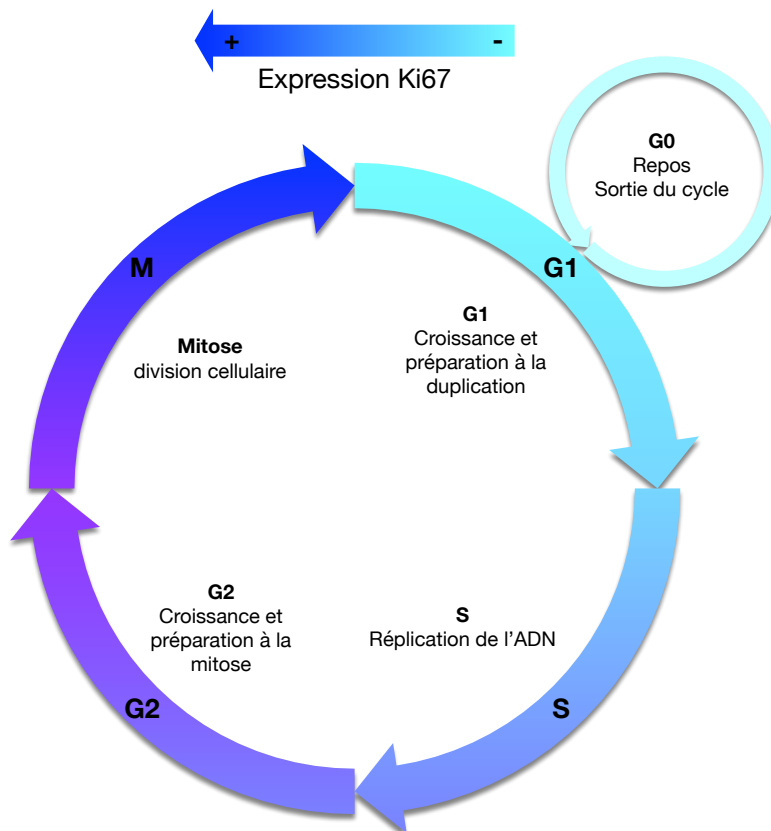 + -
Expression Ki67
G0
Repos
Sortie du cycle
M
G1
Mitose
division cellulaire
G1
Croissance et
préparation à la
duplication
G2
Croissance et
préparation à la
mitose
S
Réplication de l’ADN
G2
S